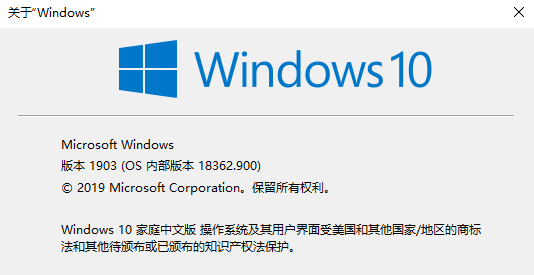 关于“Windows”
Windows 10
Microsoft Windows
版本 1903 (OS 内部版本 18362.900)
© 2019 Microsoft Corporation。保留所有权利。
Windows 10 家庭中文版 操作系统及其用户界面受美国和其他国家/地区的商标
法和其他待颁布或已颁布的知识产权法保护。